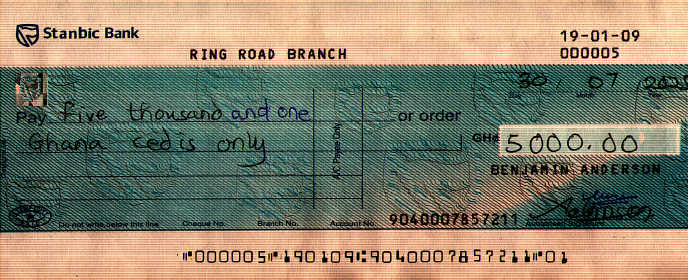 Stanbic Bank
19-01-09
RING ROAD BRANCH 000005
30 07 2025
Pay five thousand and one or order
Ghana cedis only GH¢ 5000.00
A/C Payee Only
BENJAMIN ANDERSON
Do not write below this line Cheque No. Branch No. Account No. 9040007857211
⑈000005⑈190109⑆9040007857211⑈01